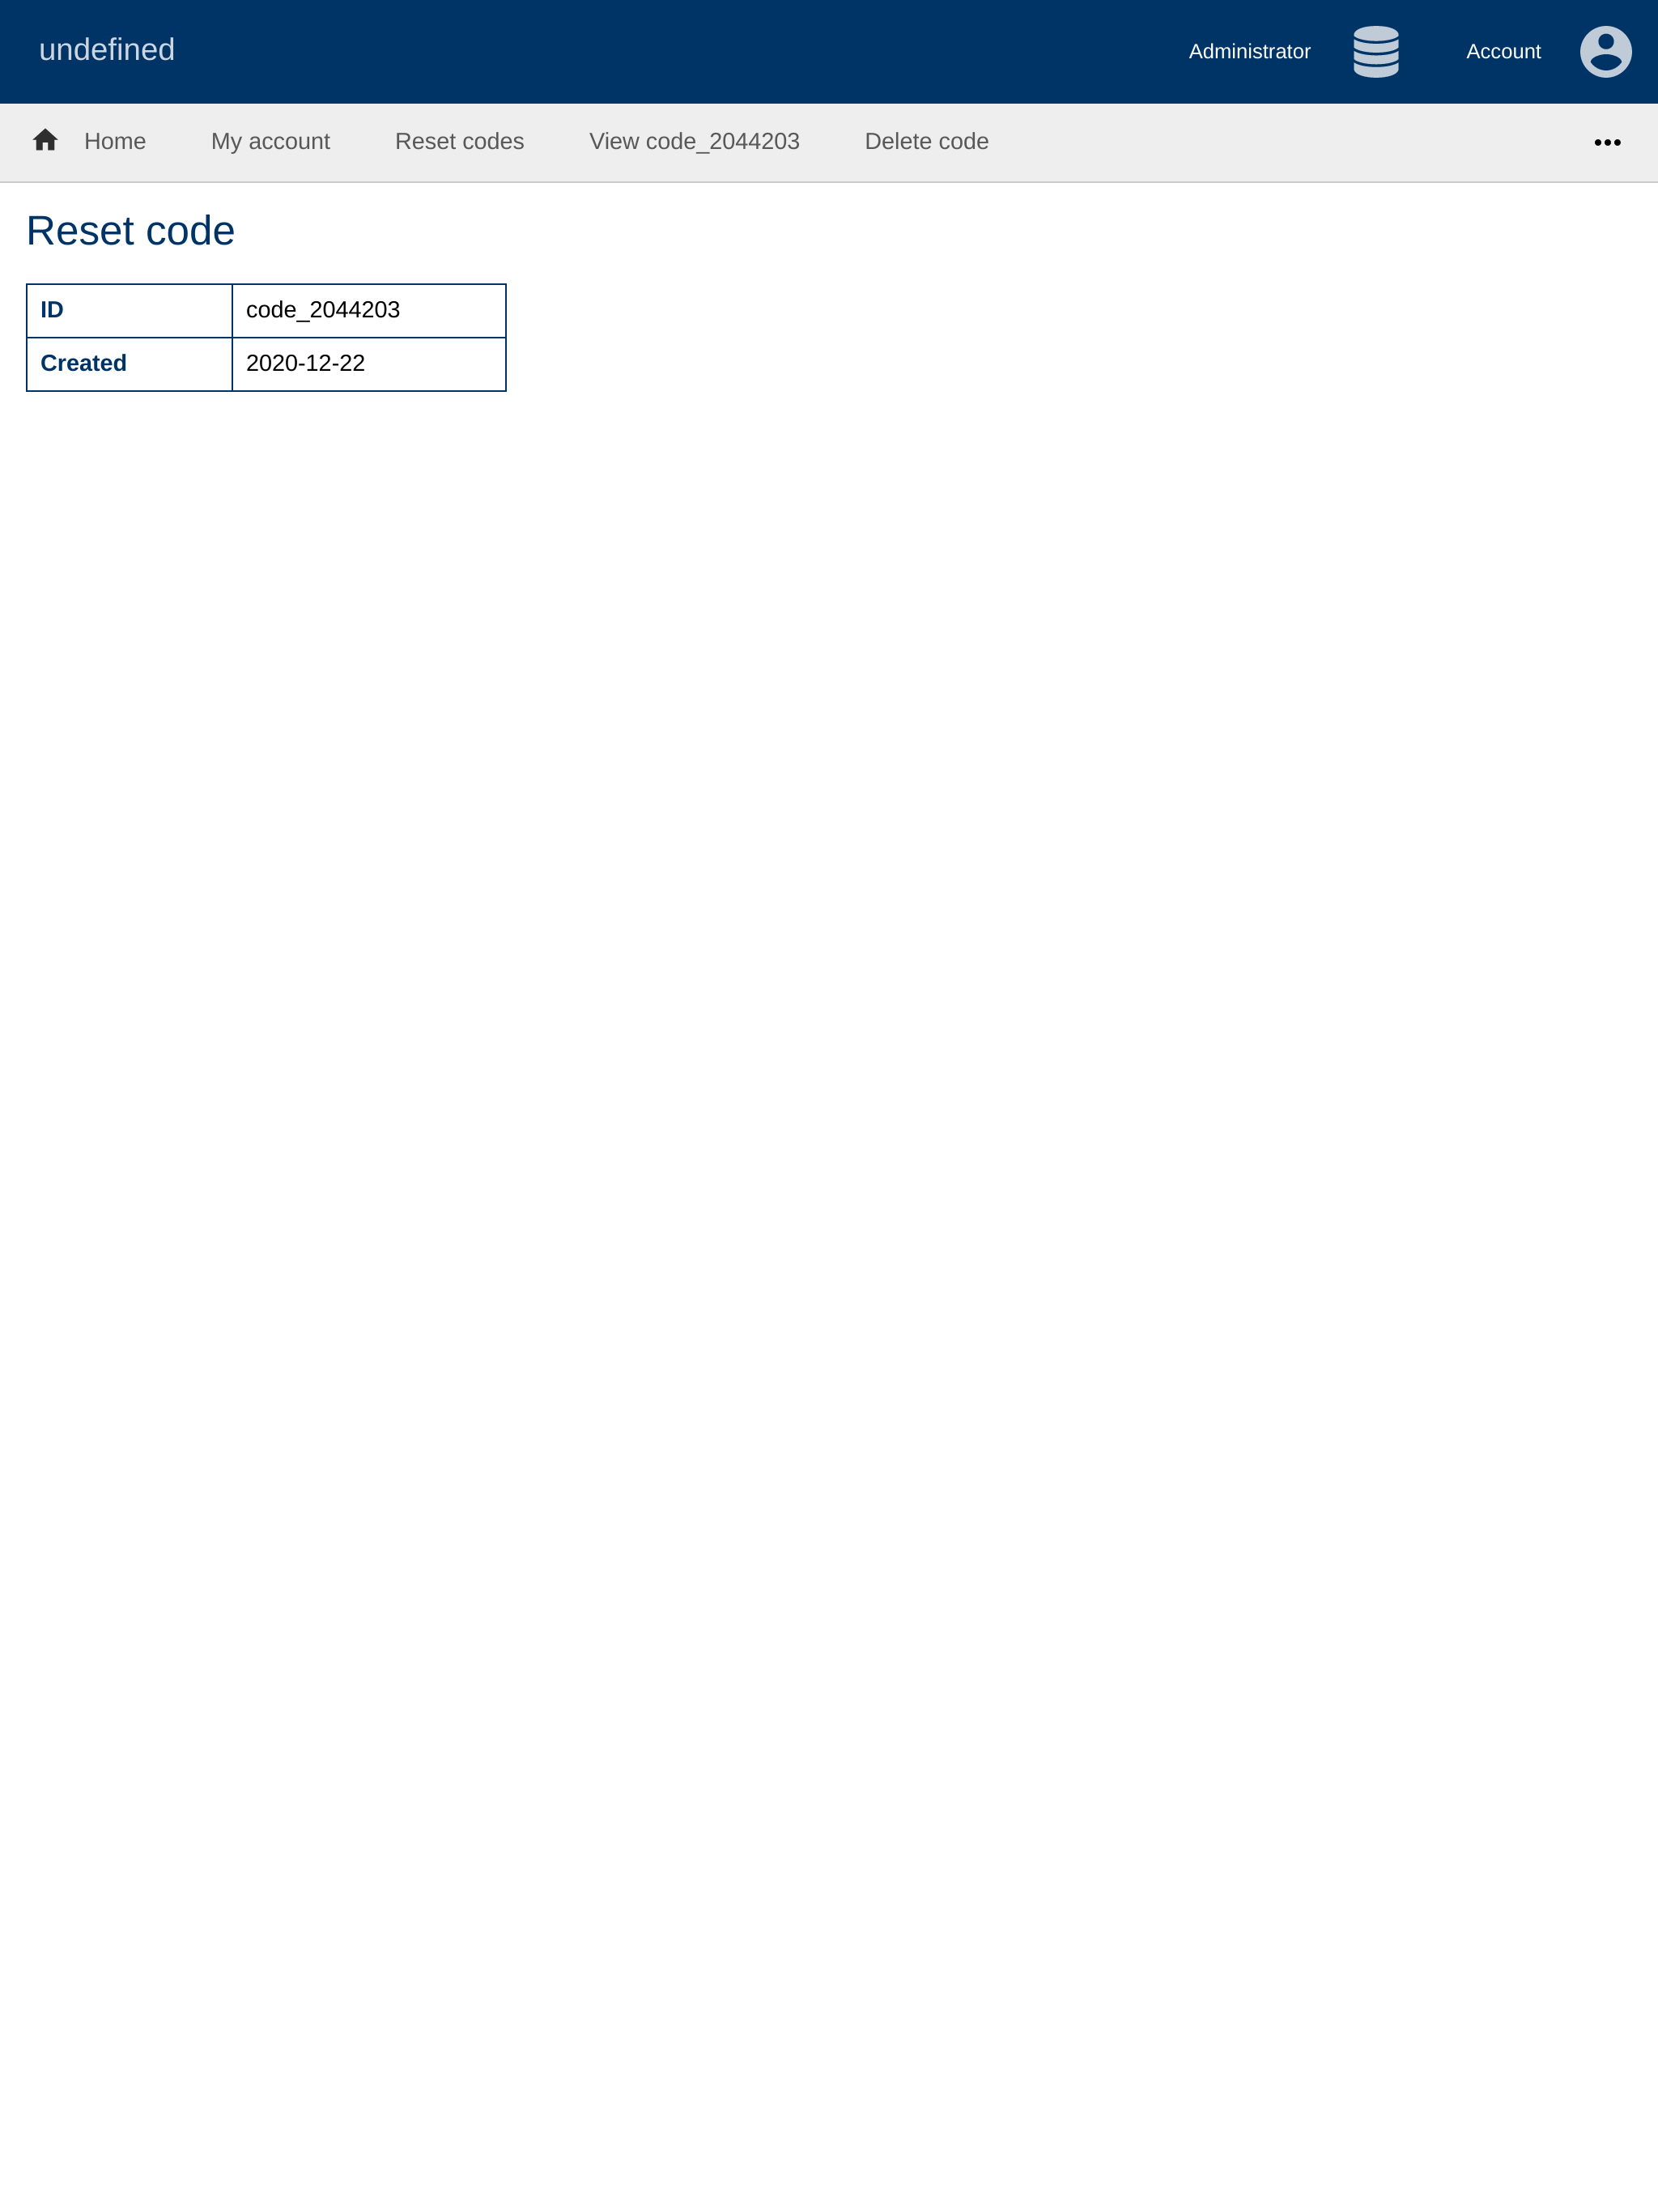 undefined Administrator Account
Home My account Reset codes View code_2044203 Delete code
Reset code
ID code_2044203
Created 2020-12-22